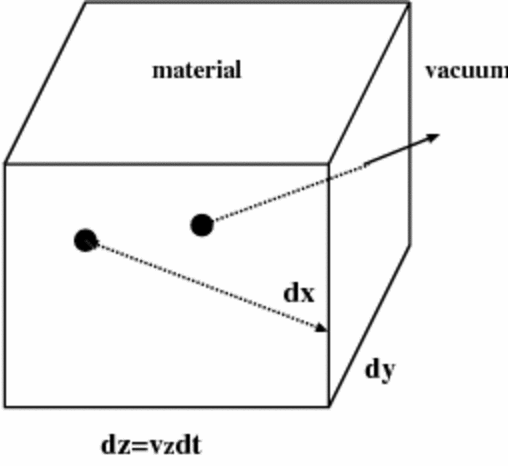 material
vacuum
dx
dy
dz=vzdt